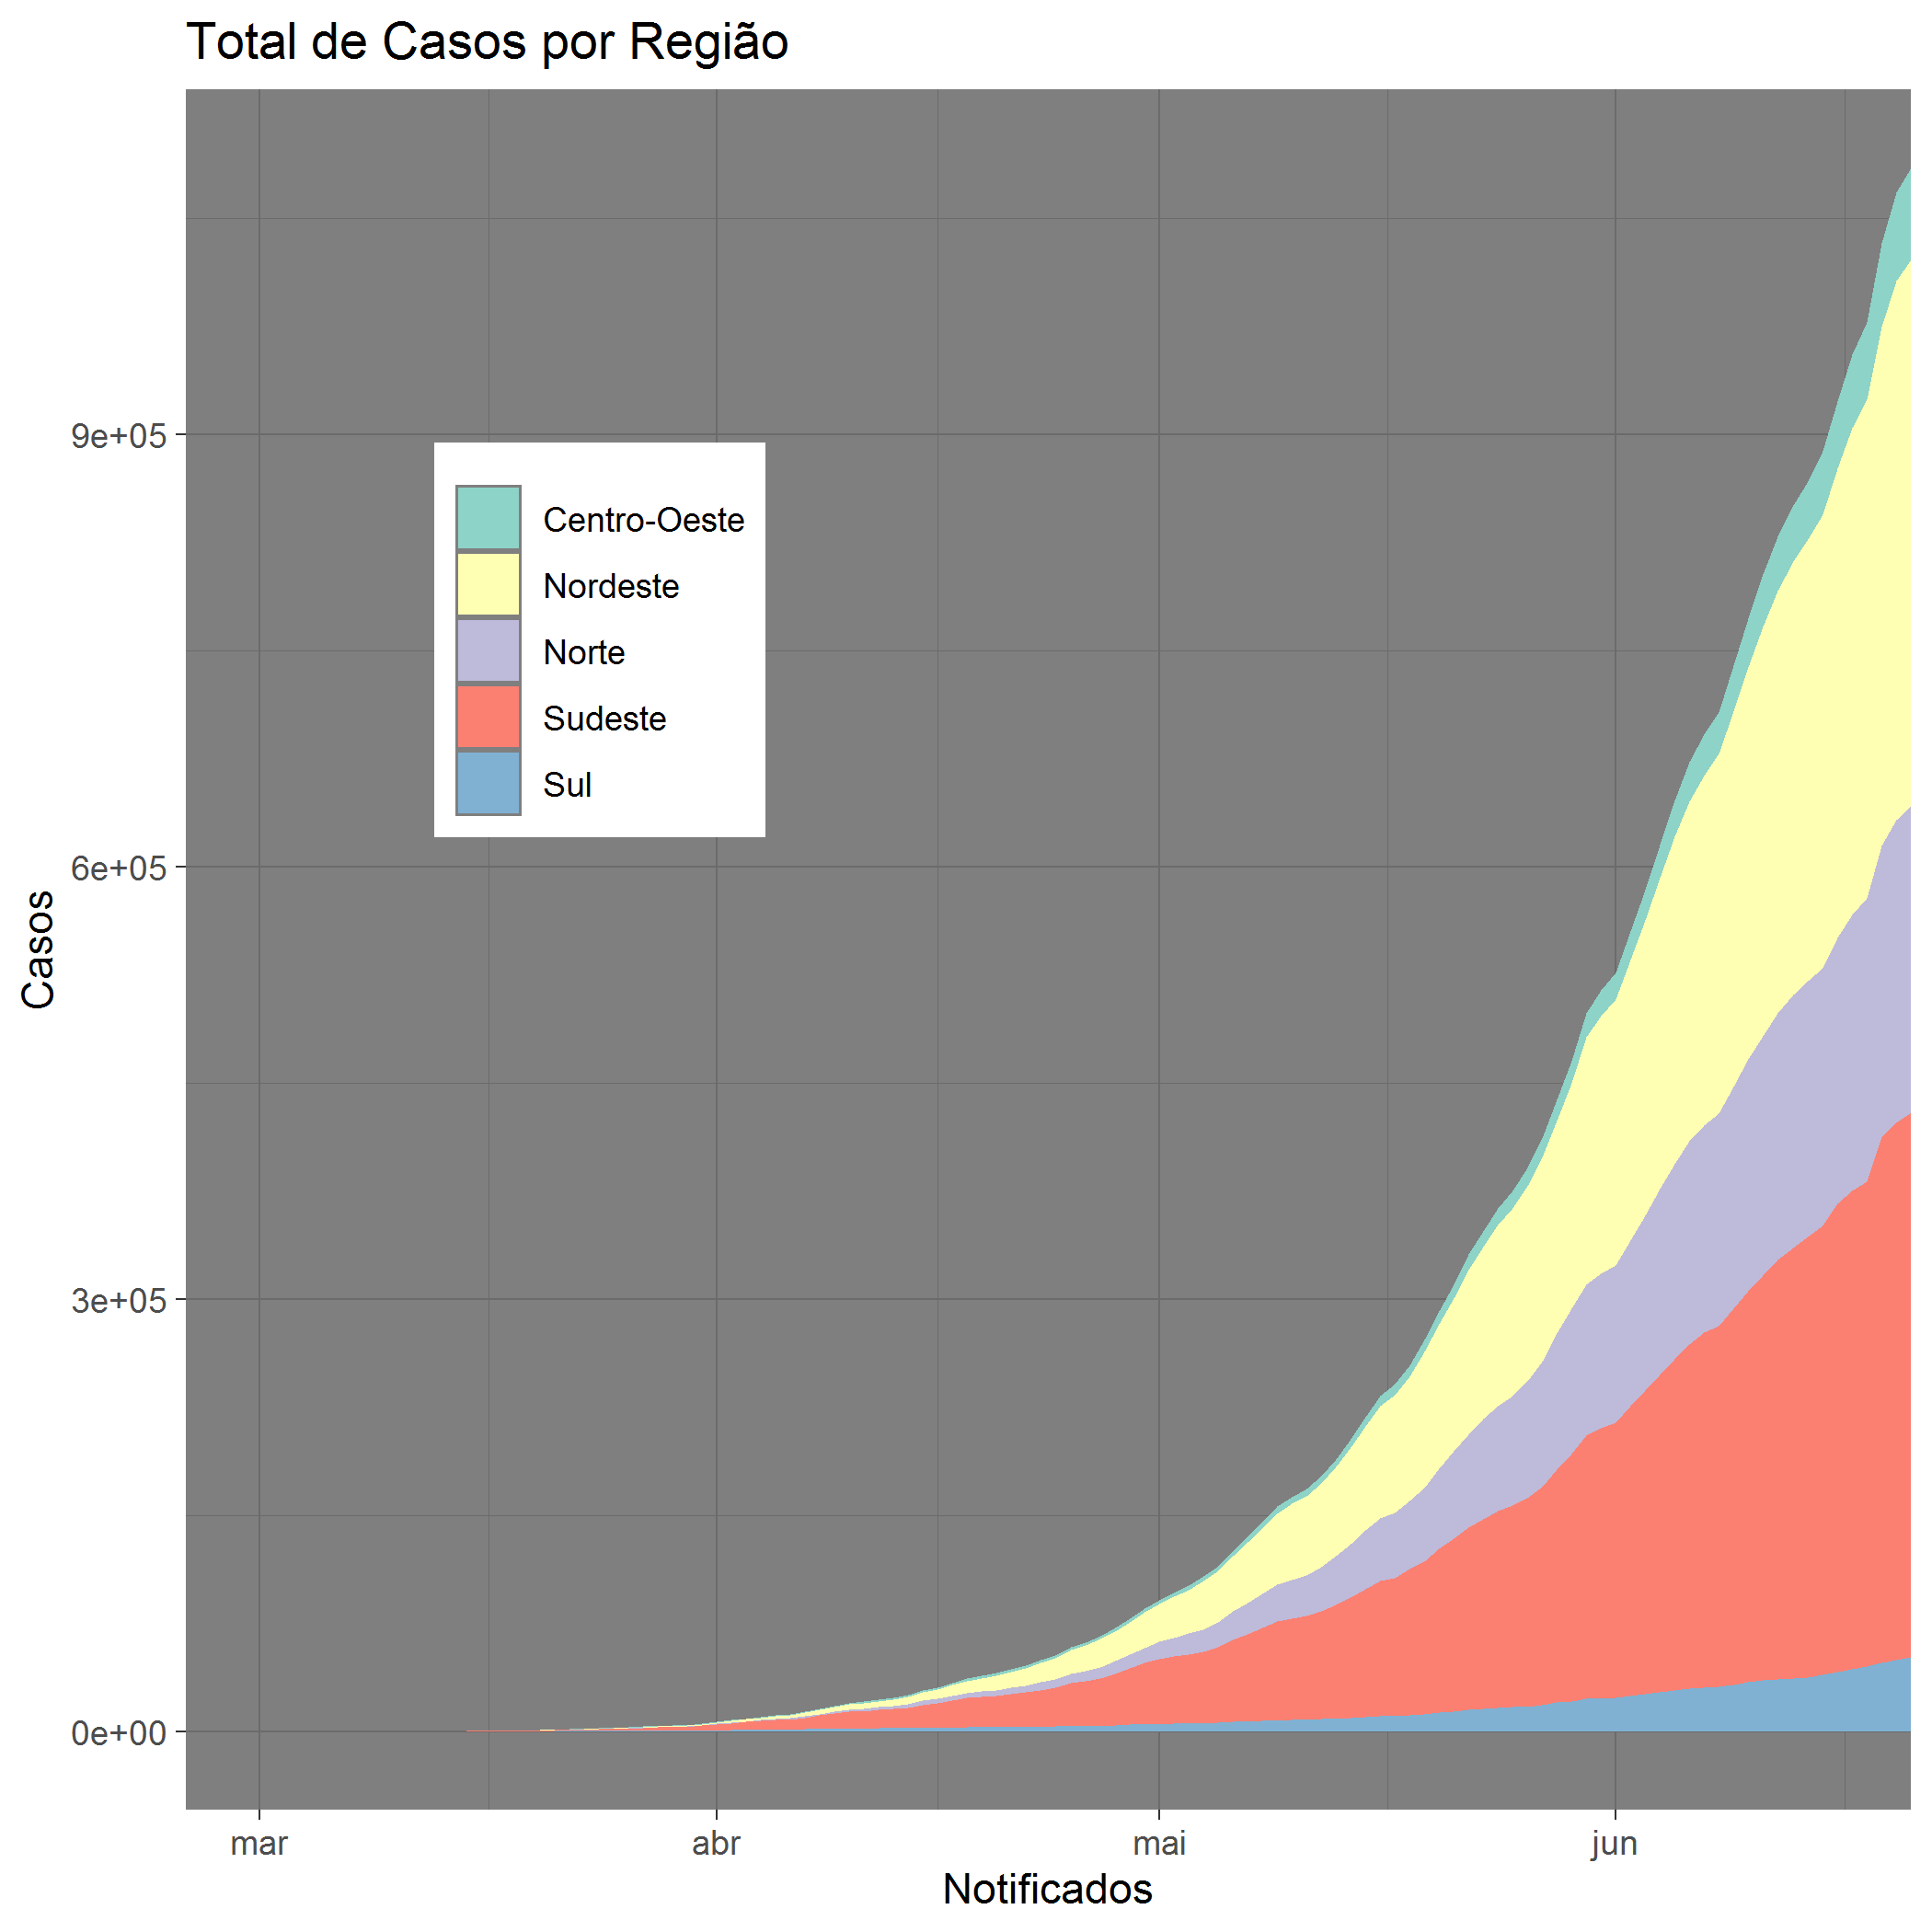 Total de Casos por Região
9e+05
6e+05
3e+05
0e+00
Casos
Centro-Oeste
Nordeste
Norte
Sudeste
Sul
mar
abr
mai
jun
Notificados